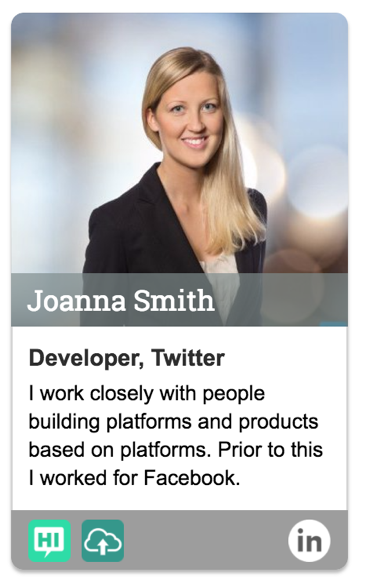 Joanna Smith
Developer, Twitter
I work closely with people
building platforms and products
based on platforms. Prior to this
I worked for Facebook.
HI
in